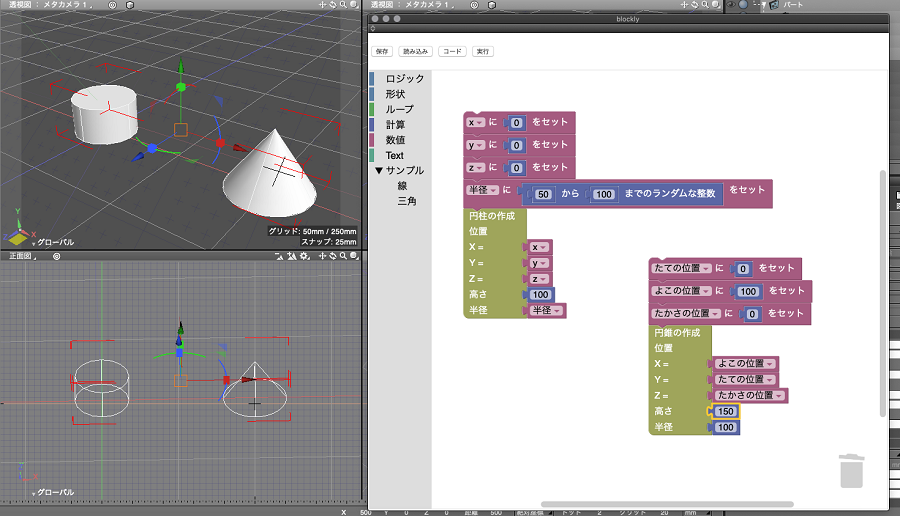 透視図 : メタカメラ 1
透視図 : メタカメラ 1
パート
グリッド: 50mm / 250mm
スナップ: 25mm
グローバル
正面図
グローバル
blockly
保存
読み込み
コード
実行
ロジック
形状
ループ
計算
数値
Text
▼ サンプル
線
三角
x に 0 をセット
y に 0 をセット
z に 0 をセット
半径 に 50 から 100 までのランダムな整数 をセット
円柱の作成
位置
X = x
Y = y
Z = z
高さ 100
半径 半径
たての位置 に 0 をセット
よこの位置 に 100 をセット
たかさの位置 に 0 をセット
円錐の作成
位置
X = よこの位置
Y = たての位置
Z = たかさの位置
高さ 150
半径 100